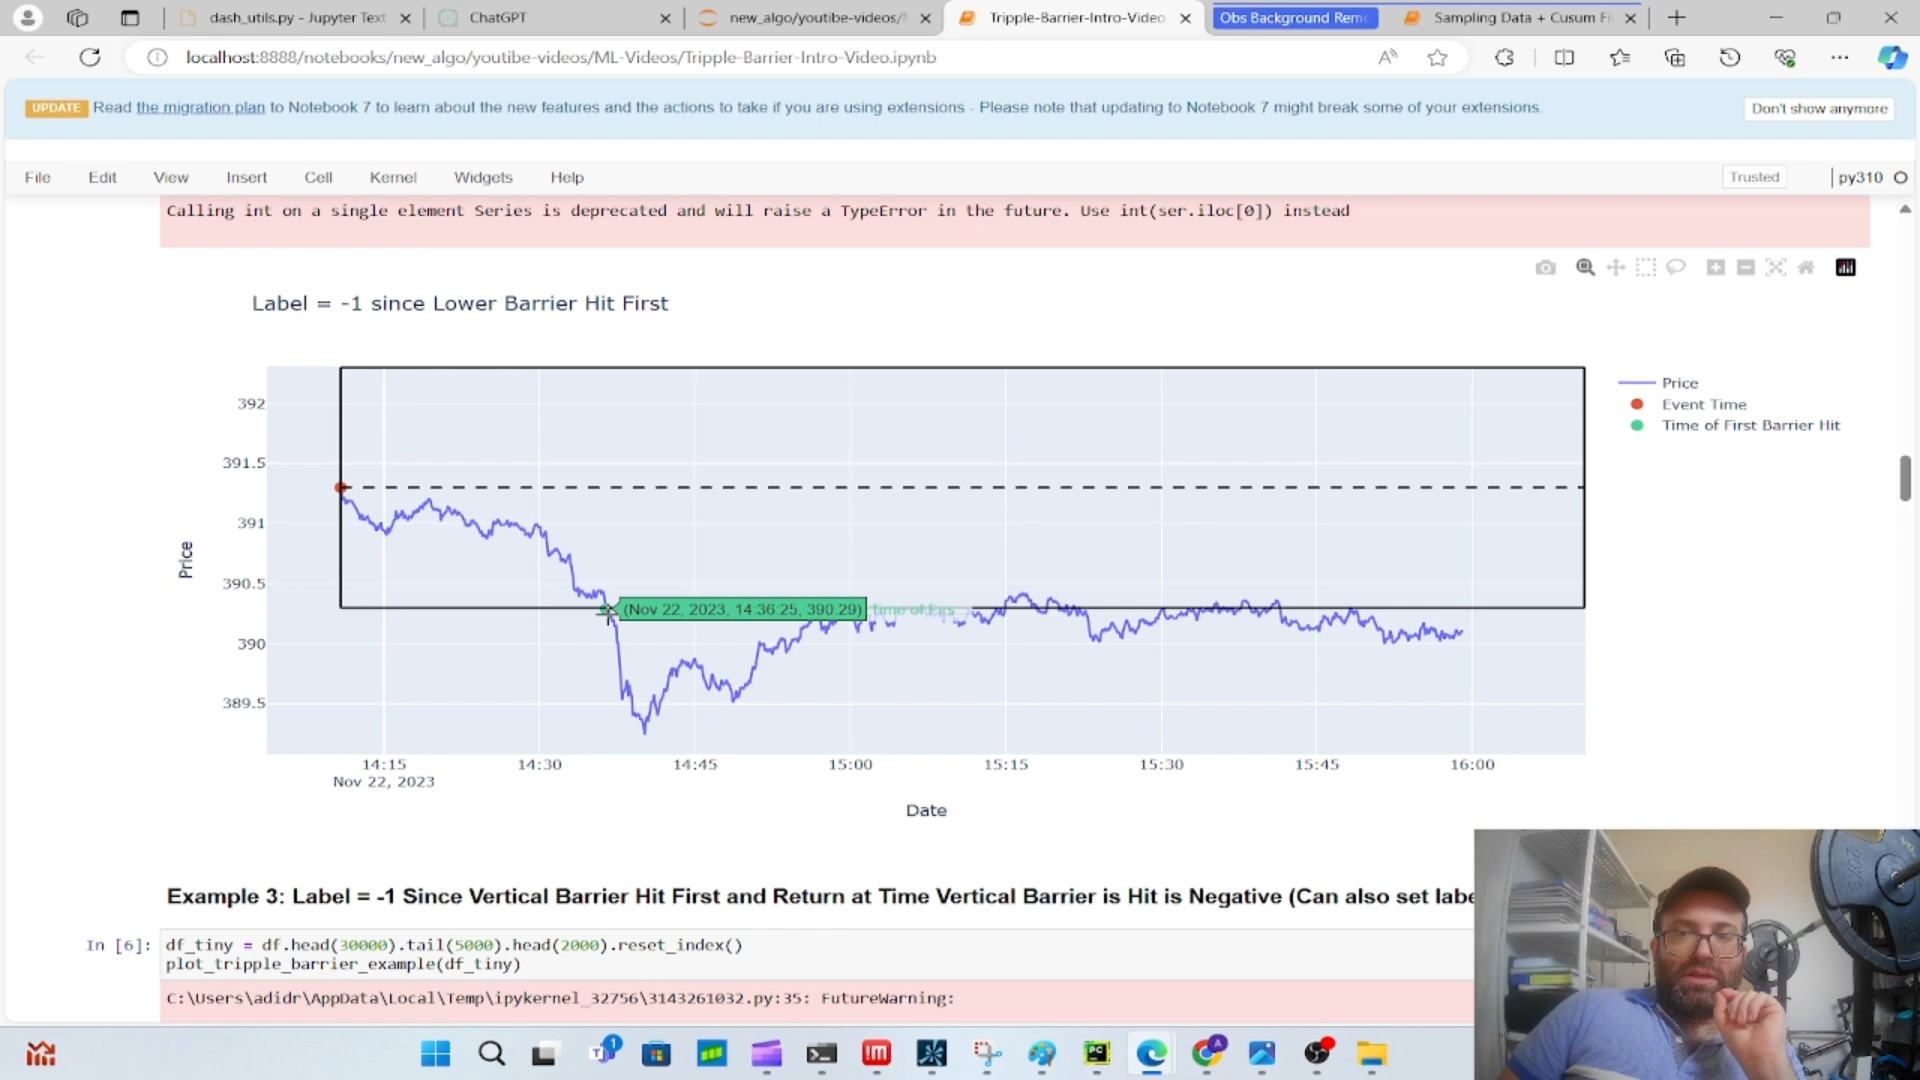 dash_utils.py - Jupyter Text
ChatGPT
new_algo/youtibe-videos/
Tripple-Barrier-Intro-Video
Obs Background Rem
Sampling Data + Cusum Fi
localhost:8888/notebooks/new_algo/youtibe-videos/ML-Videos/Tripple-Barrier-Intro-Video.ipynb
UPDATE Read the migration plan to Notebook 7 to learn about the new features and the actions to take if you are using extensions - Please note that updating to Notebook 7 might break some of your extensions.
Don't show anymore
File Edit View Insert Cell Kernel Widgets Help
Trusted
py310
Calling int on a single element Series is deprecated and will raise a TypeError in the future. Use int(ser.iloc[0]) instead
Label = -1 since Lower Barrier Hit First
Price
Event Time
Time of First Barrier Hit
392
391.5
391
390.5
390
389.5
Price
(Nov 22, 2023, 14:36:25, 390.29) Time of Firs
14:15 14:30 14:45 15:00 15:15 15:30 15:45 16:00
Nov 22, 2023
Date
Example 3: Label = -1 Since Vertical Barrier Hit First and Return at Time Vertical Barrier is Hit is Negative (Can also set labe
In [6]: df_tiny = df.head(30000).tail(5000).head(2000).reset_index()
plot_tripple_barrier_example(df_tiny)
C:\Users\adidr\AppData\Local\Temp\ipykernel_32756\3143261032.py:35: FutureWarning: